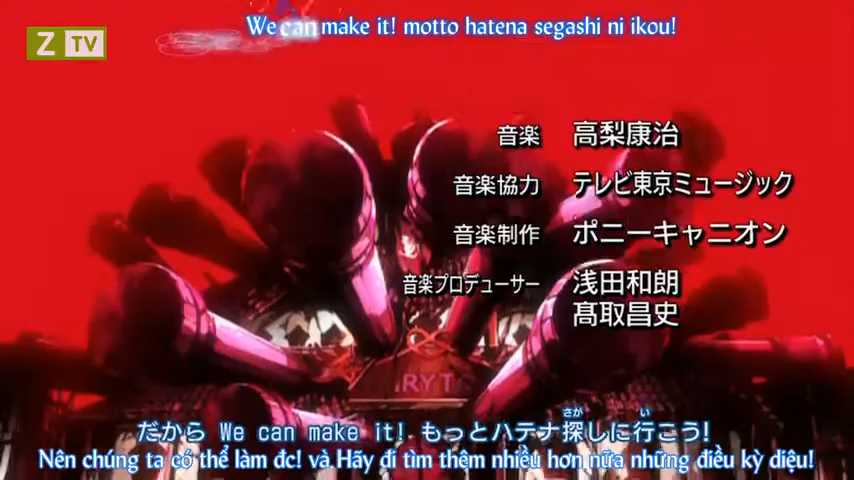 We can make it! motto hatena segashi ni ikou!
Z TV
音楽 高梨康治
音楽協力 テレビ東京ミュージック
音楽制作 ポニーキャニオン
音楽プロデューサー 浅田和朗
髙取昌史
RYT
さが い
だから We can make it! もっとハテナ探しに行こう!
Nên chúng ta có thể làm đc! và Hãy đi tìm thêm nhiều hơn nữa những điều kỳ diệu!